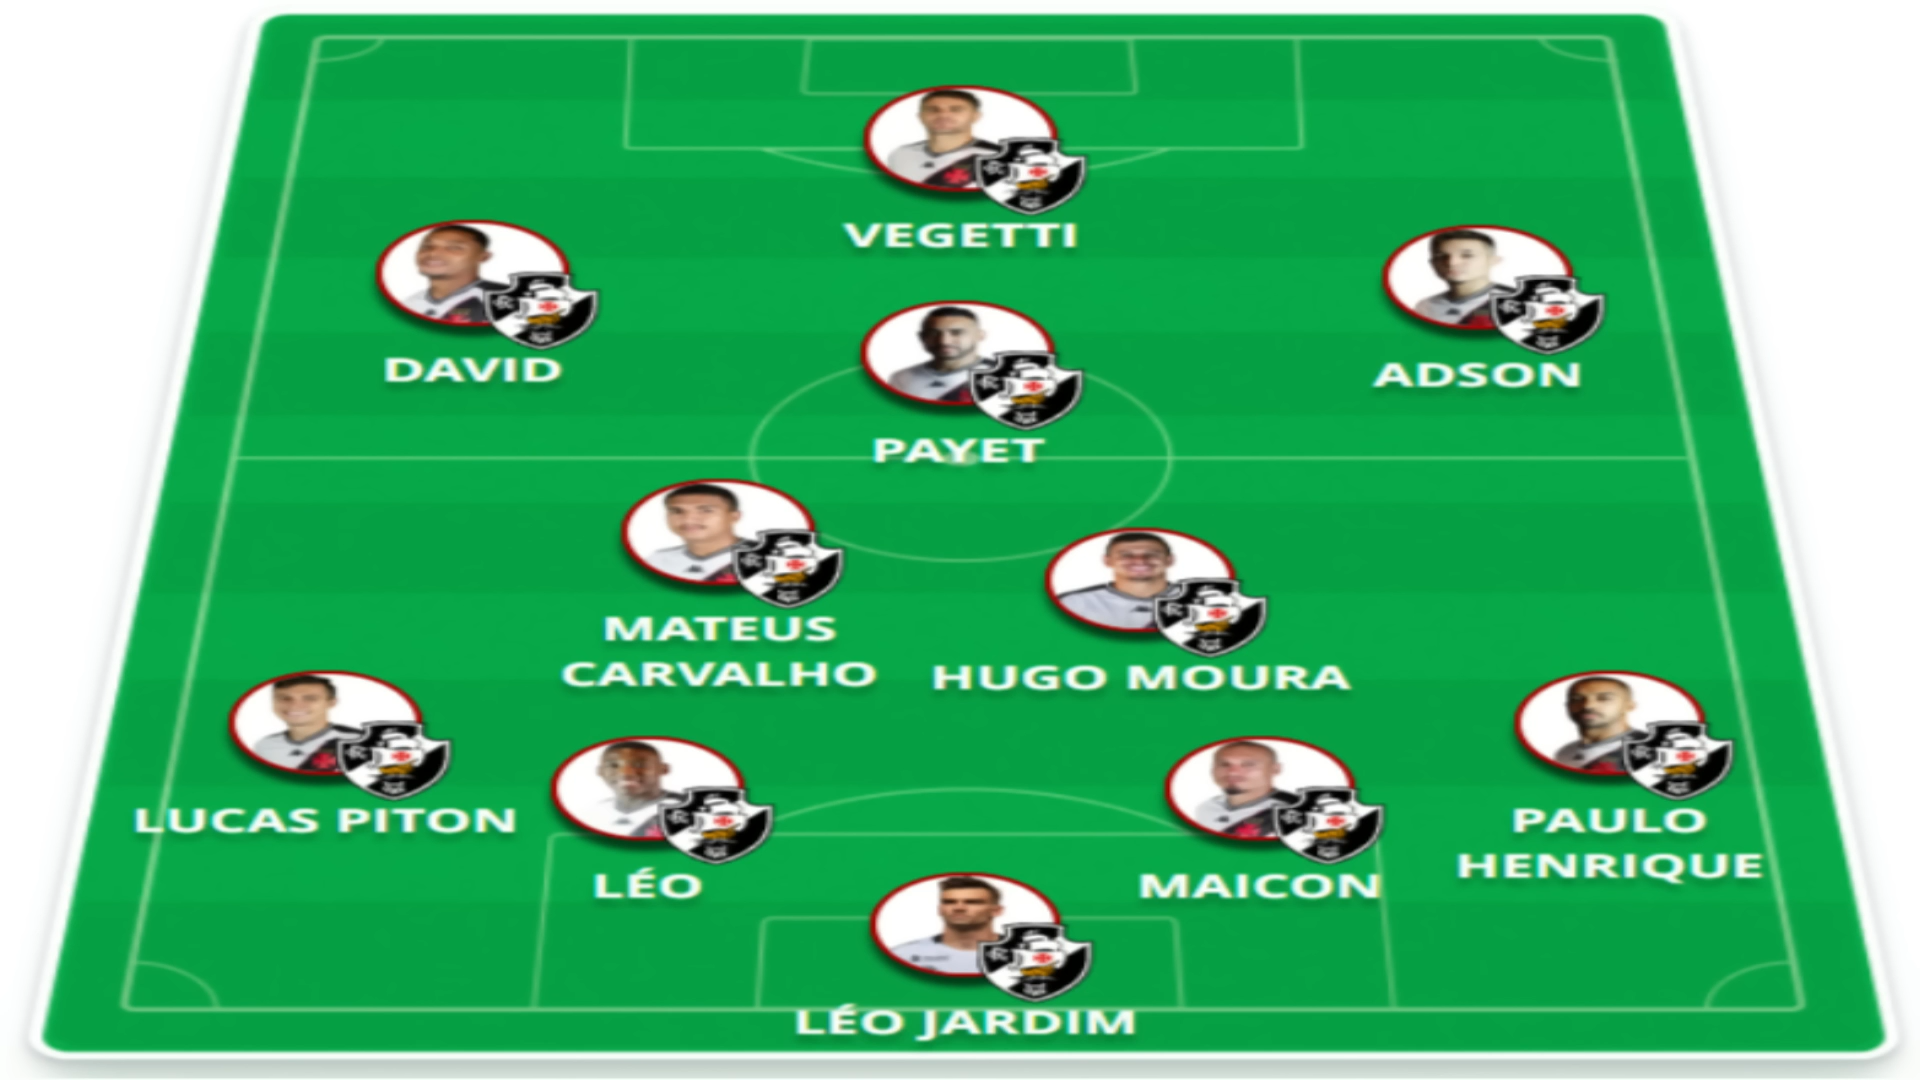 VEGETTI
DAVID
ADSON
PAYET
MATEUS
CARVALHO
HUGO MOURA
LUCAS PITON
PAULO
HENRIQUE
LÉO
MAICON
LÉO JARDIM